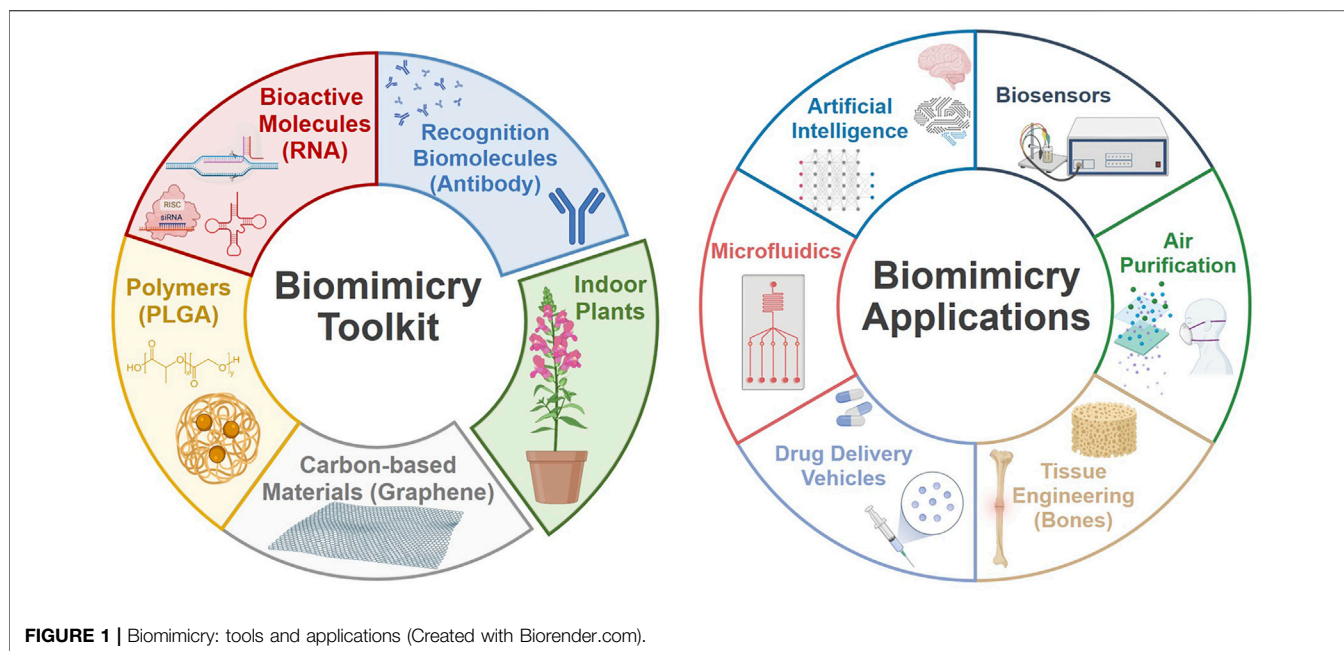 Bioactive
Molecules
(RNA)
RISC
siRNA
Recognition
Biomolecules
(Antibody)
Indoor
Plants
Carbon-based
Materials (Graphene)
Polymers
(PLGA)
HO
O
O
O
O
H
x
y
Biomimicry
Toolkit
Artificial
Intelligence
Biosensors
Air
Purification
Tissue
Engineering
(Bones)
Drug Delivery
Vehicles
Microfluidics
Biomimicry
Applications
FIGURE 1 | Biomimicry: tools and applications (Created with Biorender.com).